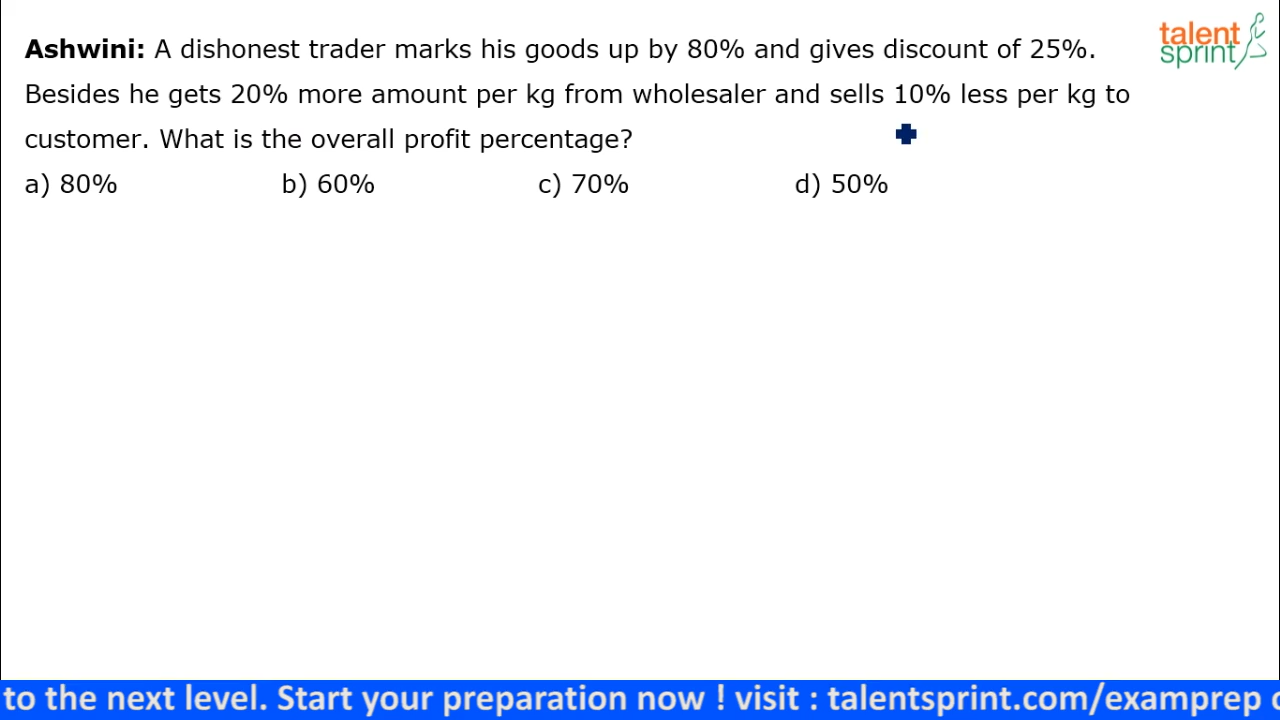 talent
sprint
Ashwini: A dishonest trader marks his goods up by 80% and gives discount of 25%.
Besides he gets 20% more amount per kg from wholesaler and sells 10% less per kg to
customer. What is the overall profit percentage?
a) 80% b) 60% c) 70% d) 50%
to the next level. Start your preparation now ! visit : talentsprint.com/examprep